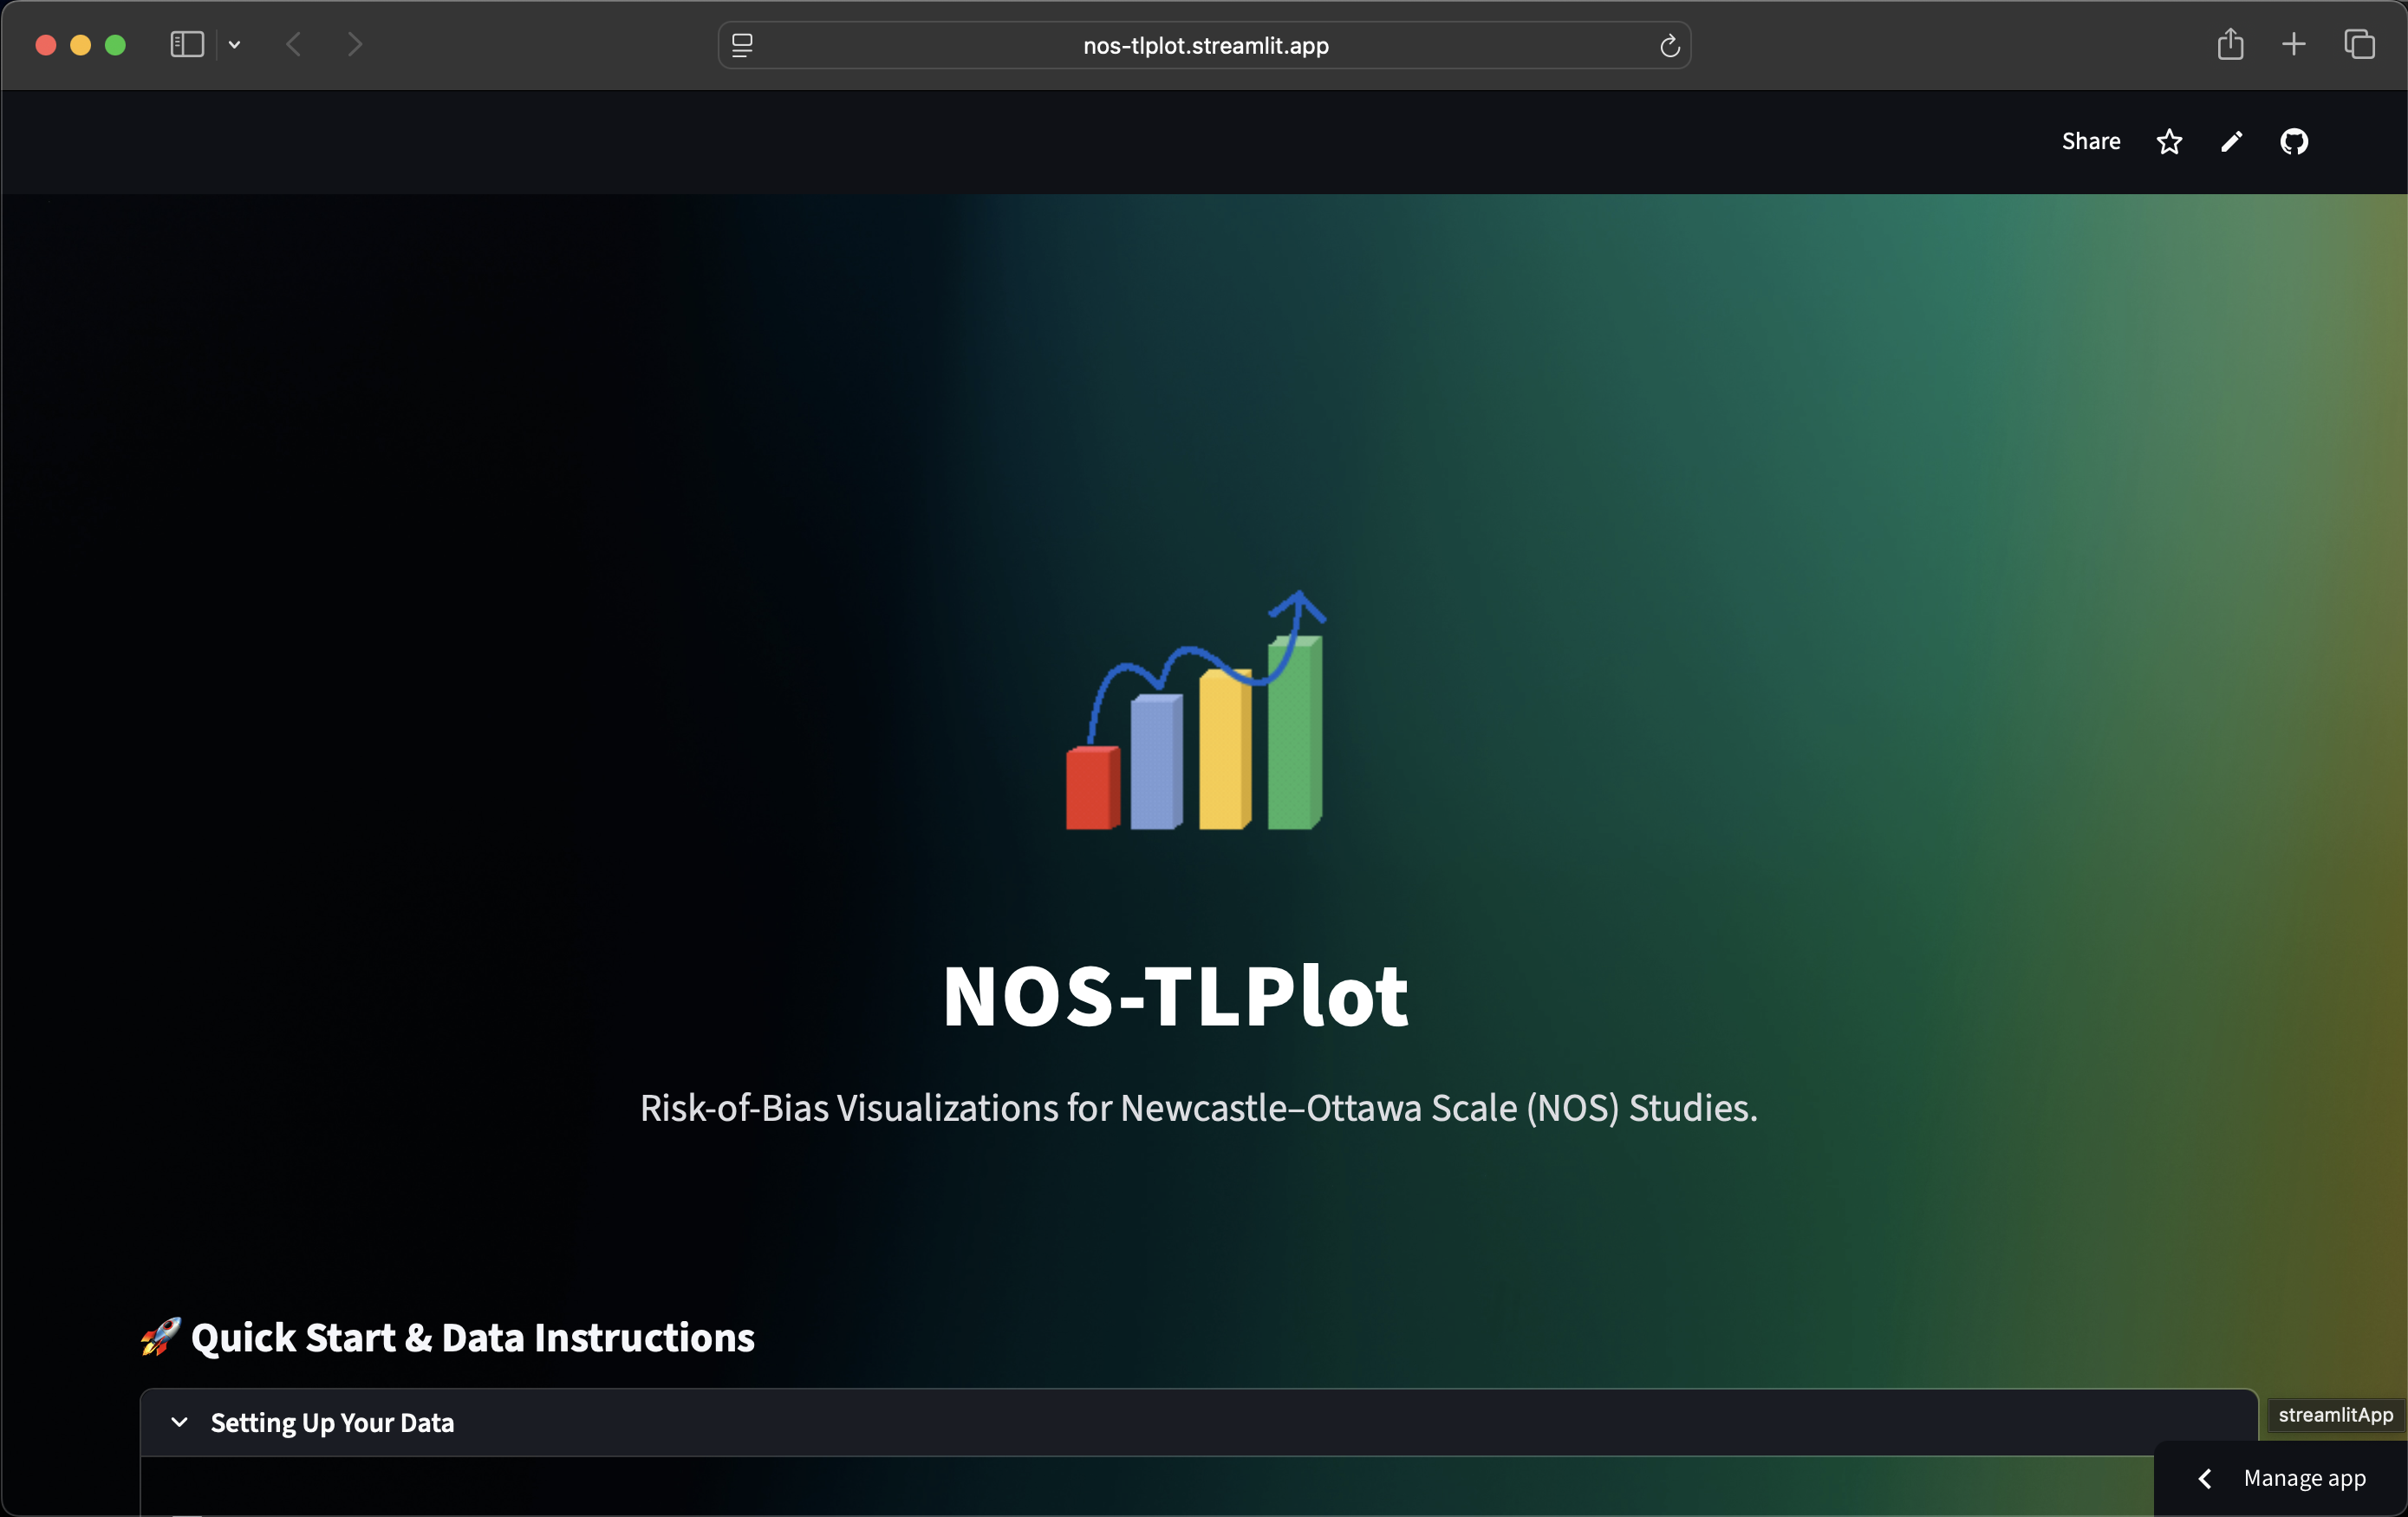 nos-tlplot.streamlit.app
Share
NOS-TLPlot
Risk-of-Bias Visualizations for Newcastle–Ottawa Scale (NOS) Studies.
🚀 Quick Start & Data Instructions
Setting Up Your Data
streamlitApp
Manage app